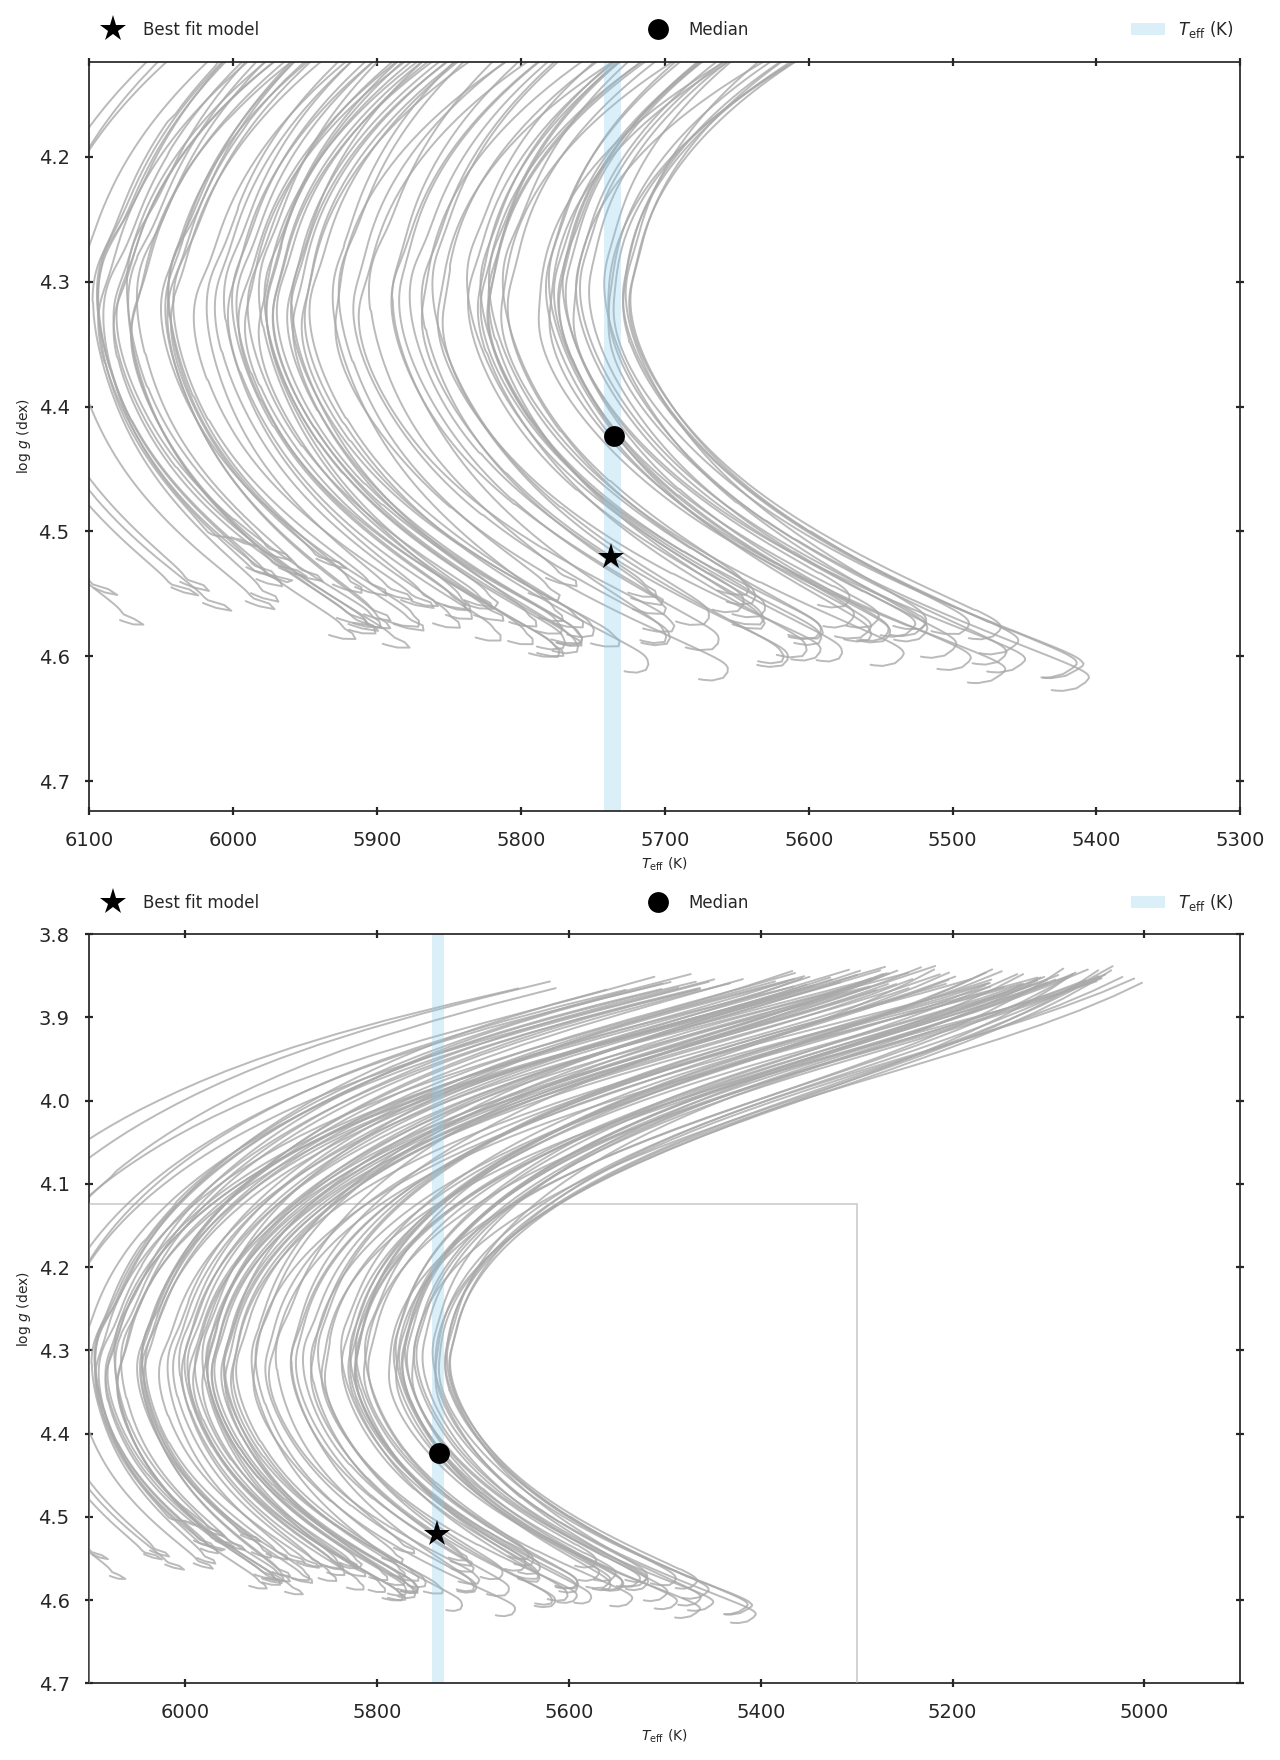 Best fit model Median T_eff (K)
4.2
4.3
4.4
log g (dex)
4.5
4.6
4.7
6100 6000 5900 5800 5700 5600 5500 5400 5300
T_eff (K)
Best fit model Median T_eff (K)
3.8
3.9
4.0
4.1
4.2
log g (dex)
4.3
4.4
4.5
4.6
4.7
6000 5800 5600 5400 5200 5000
T_eff (K)